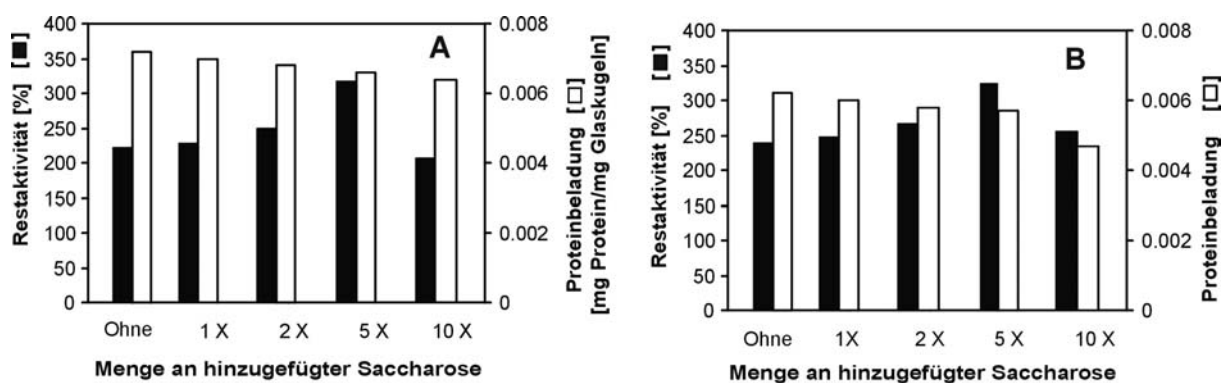 A
Restaktivität [%] [■]
400
350
300
250
200
150
100
50
0
0.008
0.006
0.004
0.002
0
Proteinbeladung [□]
[mg Protein/mg Glaskugeln]
Ohne 1 X 2 X 5 X 10 X
Menge an hinzugefügter Saccharose
B
Restaktivität [%] [■]
400
350
300
250
200
150
100
50
0
0.008
0.006
0.004
0.002
0
Proteinbeladung [□]
Ohne 1X 2 X 5 X 10 X
Menge an hinzugefügter Saccharose